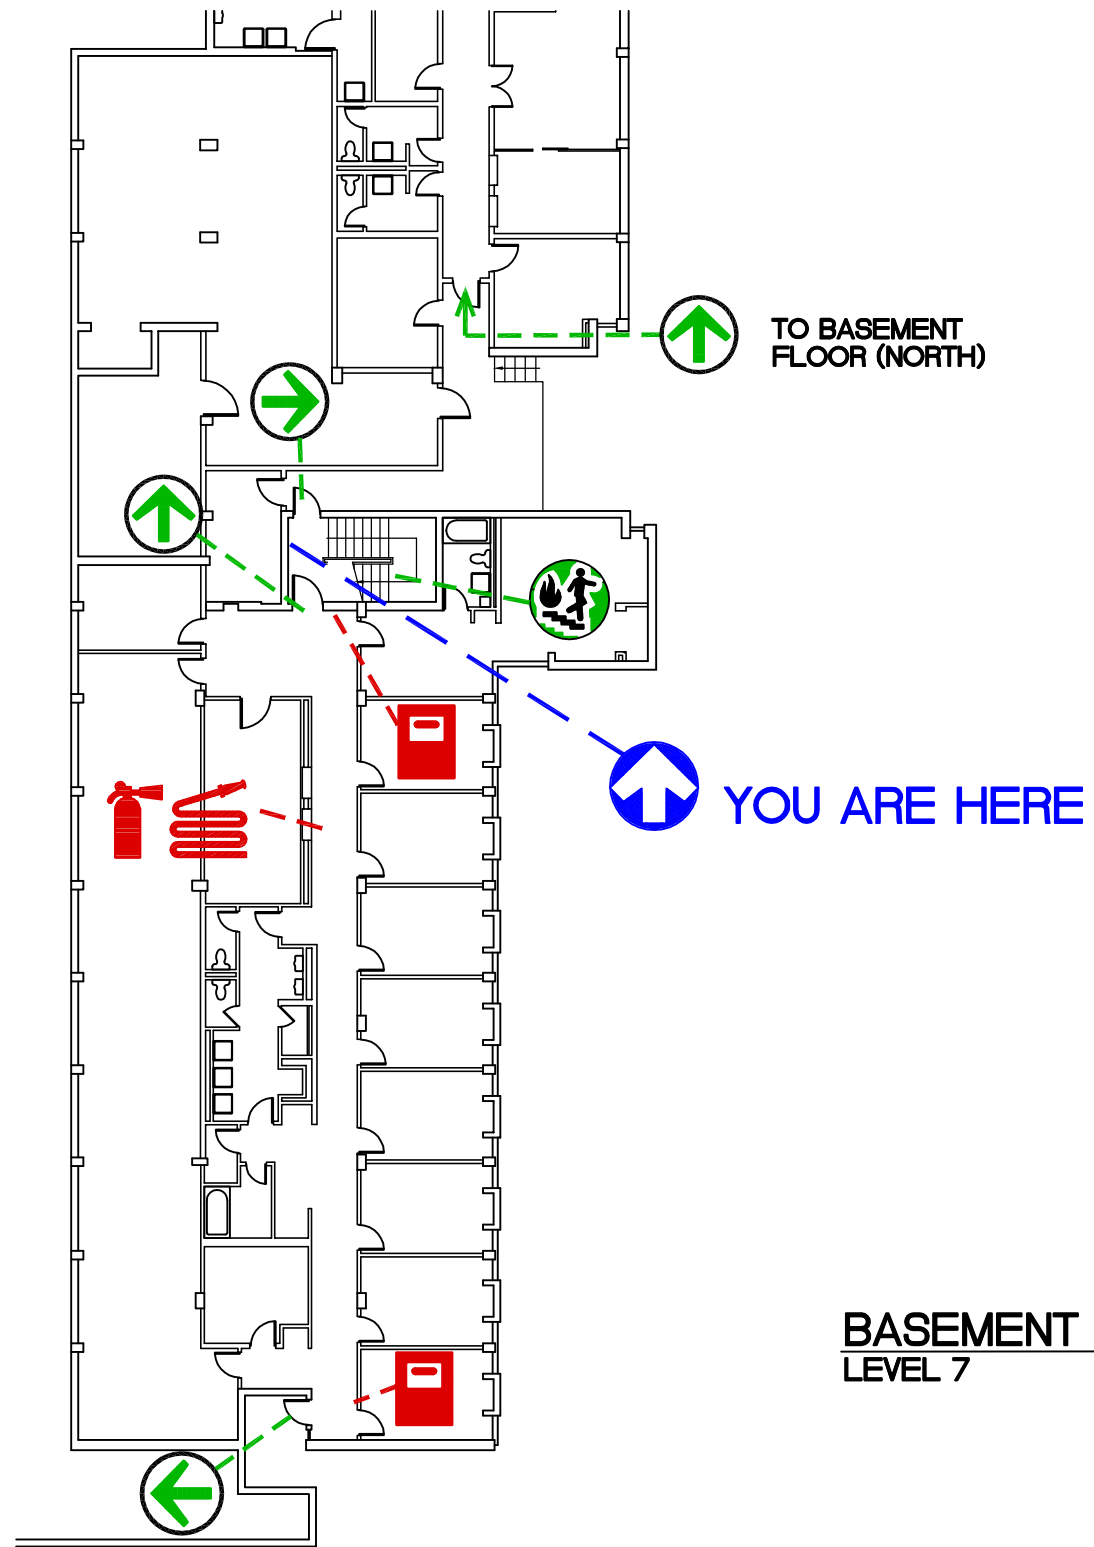 TO BASEMENT
FLOOR (NORTH)
YOU ARE HERE
BASEMENT
LEVEL 7